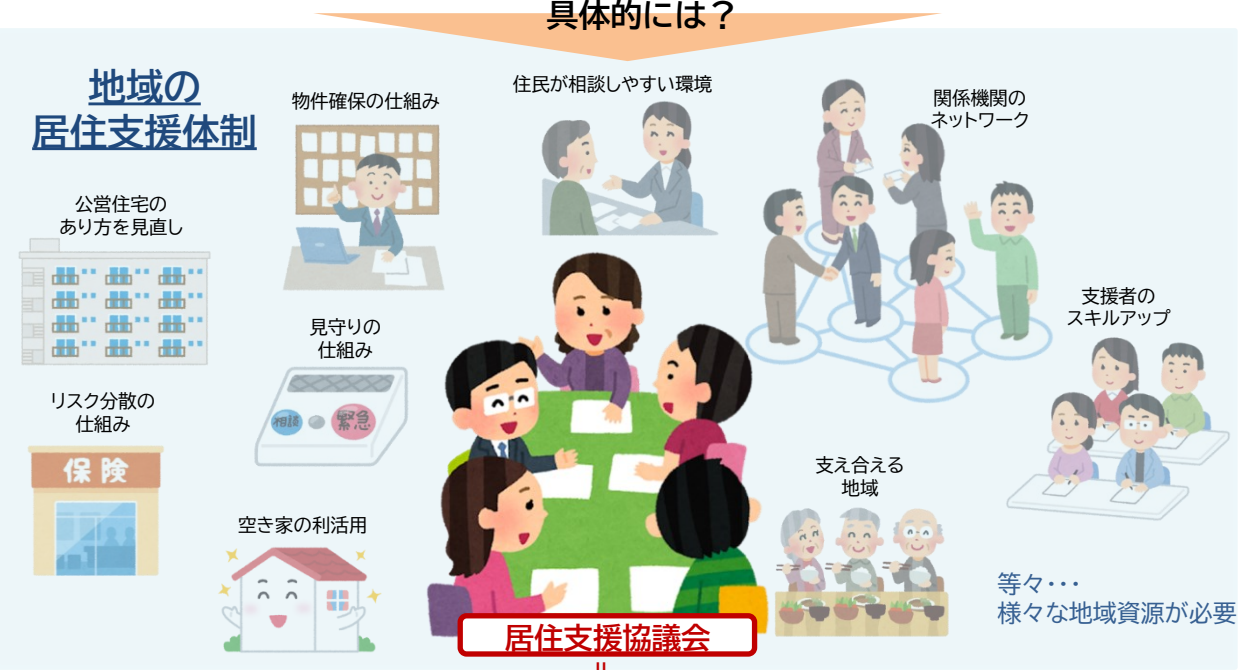 具体的には？
地域の
居住支援体制
物件確保の仕組み
住民が相談しやすい環境
関係機関の
ネットワーク
公営住宅の
あり方を見直し
見守りの
仕組み
相談
緊急
支援者の
スキルアップ
リスク分散の
仕組み
保険
支え合える
地域
空き家の利活用
等々・・・
様々な地域資源が必要
居住支援協議会
＝